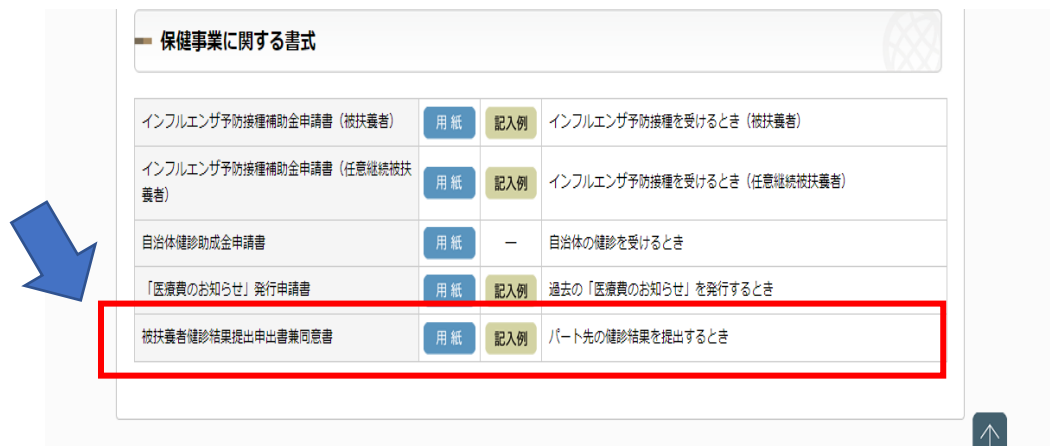 保健事業に関する書式
インフルエンザ予防接種補助金申請書（被扶養者） 用紙 記入例 インフルエンザ予防接種を受けるとき（被扶養者）
インフルエンザ予防接種補助金申請書（任意継続被扶
養者） 用紙 記入例 インフルエンザ予防接種を受けるとき（任意継続被扶養者）
自治体健診助成金申請書 用紙 － 自治体の健診を受けるとき
「医療費のお知らせ」発行申請書 用紙 記入例 過去の「医療費のお知らせ」を発行するとき
被扶養者健診結果提出申出書兼同意書 用紙 記入例 パート先の健診結果を提出するとき